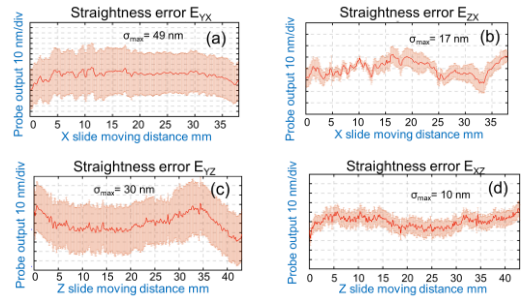 Straightness error E_YX
(a)
σmax= 49 nm
Probe output 10 nm/div
0 5 10 15 20 25 30 35
X slide moving distance mm
Straightness error E_ZX
(b)
σmax= 17 nm
Probe output 10 nm/div
0 5 10 15 20 25 30 35
X slide moving distance mm
Straightness error E_YZ
σmax= 30 nm
(c)
Probe output 10 nm/div
0 5 10 15 20 25 30 35 40
Z slide moving distance mm
Straightness error E_XZ
(d)
σmax= 10 nm
Probe output 10 nm/div
0 5 10 15 20 25 30 35 40
Z slide moving distance mm